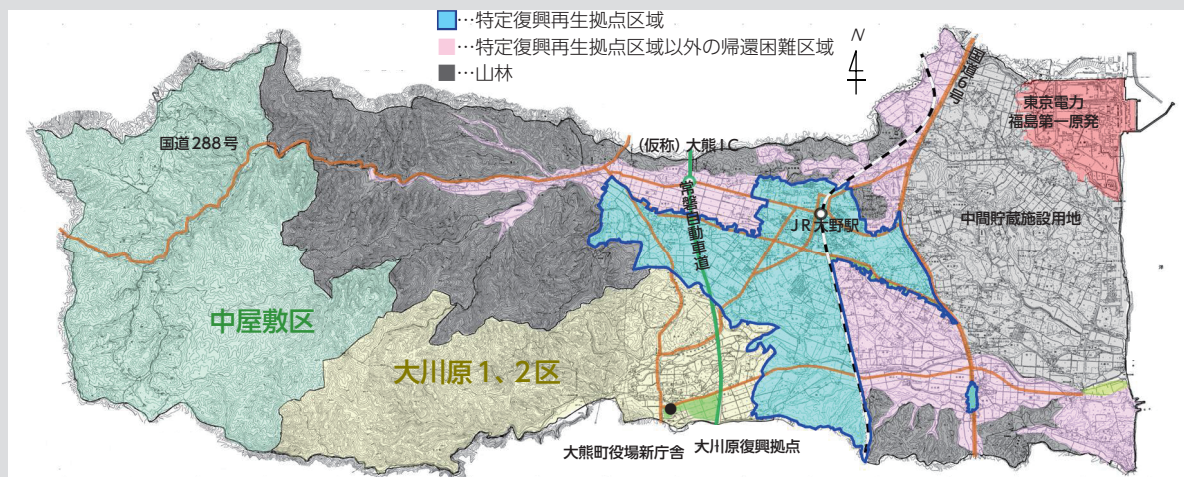 …特定復興再生拠点区域
…特定復興再生拠点区域以外の帰還困難区域
…山林
N
国道6号
東京電力
福島第一原発
国道288号
(仮称)大熊IC
常磐自動車道
JR大野駅
中間貯蔵施設用地
中屋敷区
大川原1、2区
大熊町役場新庁舎
大川原復興拠点